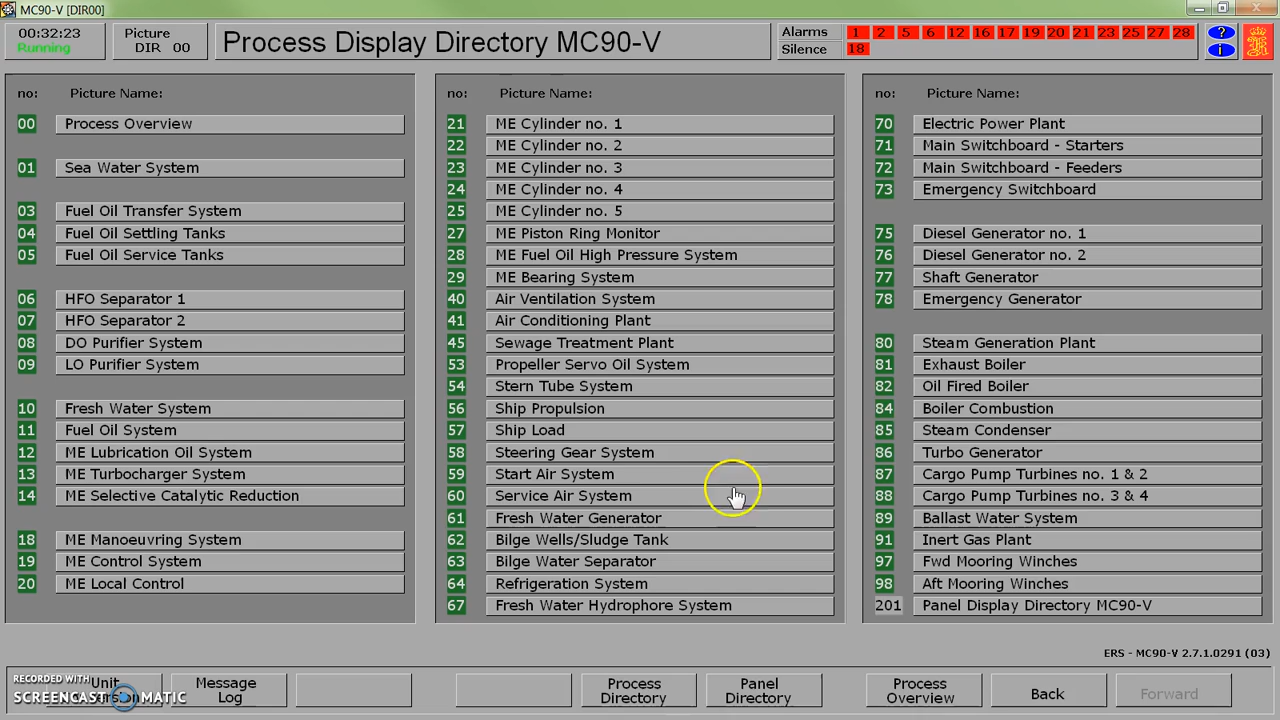 MC90-V [DIR00]
00:32:23
Running
Picture
DIR 00
Process Display Directory MC90-V
Alarms 1 2 5 6 12 16 17 19 20 21 23 25 27 28
Silence 18
? i
no: Picture Name:
00 Process Overview
01 Sea Water System
03 Fuel Oil Transfer System
04 Fuel Oil Settling Tanks
05 Fuel Oil Service Tanks
06 HFO Separator 1
07 HFO Separator 2
08 DO Purifier System
09 LO Purifier System
10 Fresh Water System
11 Fuel Oil System
12 ME Lubrication Oil System
13 ME Turbocharger System
14 ME Selective Catalytic Reduction
18 ME Manoeuvring System
19 ME Control System
20 ME Local Control
no: Picture Name:
21 ME Cylinder no. 1
22 ME Cylinder no. 2
23 ME Cylinder no. 3
24 ME Cylinder no. 4
25 ME Cylinder no. 5
27 ME Piston Ring Monitor
28 ME Fuel Oil High Pressure System
29 ME Bearing System
40 Air Ventilation System
41 Air Conditioning Plant
45 Sewage Treatment Plant
53 Propeller Servo Oil System
54 Stern Tube System
56 Ship Propulsion
57 Ship Load
58 Steering Gear System
59 Start Air System
60 Service Air System
61 Fresh Water Generator
62 Bilge Wells/Sludge Tank
63 Bilge Water Separator
64 Refrigeration System
67 Fresh Water Hydrophore System
no: Picture Name:
70 Electric Power Plant
71 Main Switchboard - Starters
72 Main Switchboard - Feeders
73 Emergency Switchboard
75 Diesel Generator no. 1
76 Diesel Generator no. 2
77 Shaft Generator
78 Emergency Generator
80 Steam Generation Plant
81 Exhaust Boiler
82 Oil Fired Boiler
84 Boiler Combustion
85 Steam Condenser
86 Turbo Generator
87 Cargo Pump Turbines no. 1 & 2
88 Cargo Pump Turbines no. 3 & 4
89 Ballast Water System
91 Inert Gas Plant
97 Fwd Mooring Winches
98 Aft Mooring Winches
201 Panel Display Directory MC90-V
ERS - MC90-V 2.7.1.0291 (03)
RECORDED WITH
SCREENCAST MATIC
Unit
Message
Log
Process
Directory
Panel
Directory
Process
Overview
Back
Forward